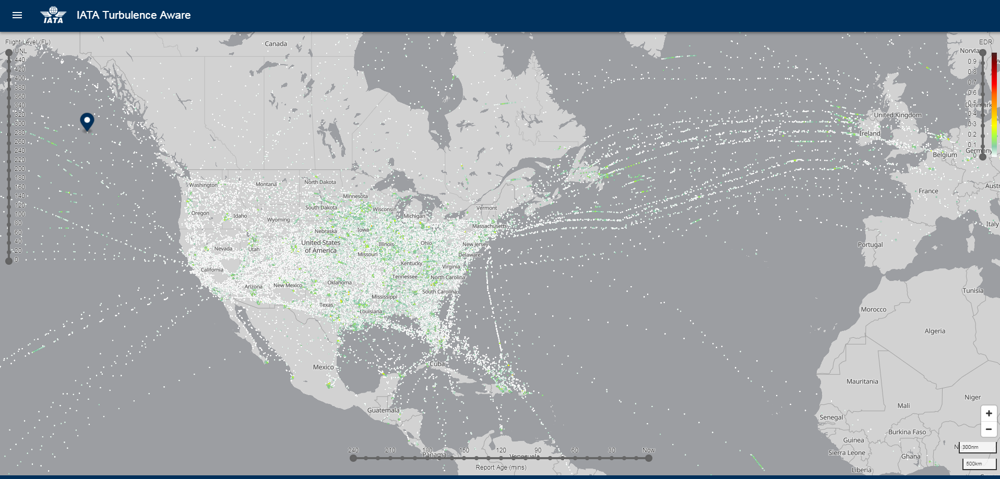 IATA
IATA Turbulence Aware
Flight Level (FL)
UNL
440
420
400
380
360
340
320
300
280
260
240
220
200
180
160
140
120
100
80
60
40
20
0
EDR
0.9
0.8
0.7
0.6
0.5
0.4
0.3
0.2
0.1
0
Canada
United Kingdom
Ireland
Belgium
Germany
France
Italy
Portugal
Washington
Montana
North Dakota
Minnesota
Oregon
Idaho
South Dakota
Wisconsin
Vermont
Wyoming
Michigan
Nebraska
Iowa
Massachusetts
Nevada
Utah
United States
of America
Illinois
Ohio
New Jersey
Missouri
Delaware
California
Kentucky
Virginia
Arizona
New Mexico
Oklahoma
Tennessee
North Carolina
Mississippi
South Carolina
Texas
Louisiana
Mexico
Cuba
Guatemala
Panama
Venezuela
Tunisia
Morocco
Algeria
Mauritania
Mali
Niger
Senegal
Burkina Faso
Guinea
Sierra Leone
Ghana
Liberia
240
210
180
150
120
90
60
30
Now
Report Age (mins)
+
−
300nm
500km